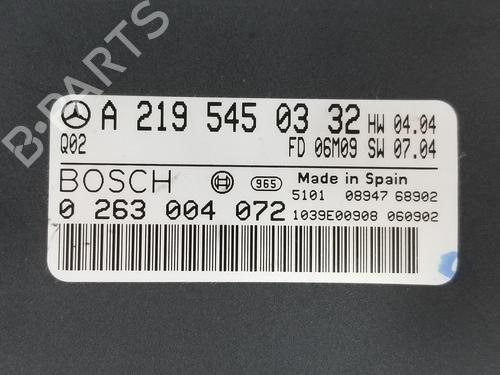 B-PARTS
A 219 545 03 32 HW 04.04
Q02 FD 06M09 SW 07.04
BOSCH 965 Made in Spain
5101 08947 68902
0 263 004 072 1039E00908 060902